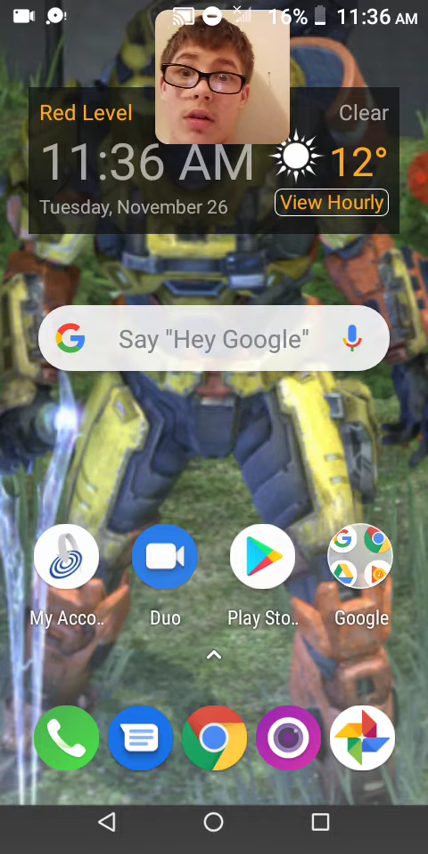 16% 11:36 AM
Red Level Clear
11:36 AM 12°
Tuesday, November 26 View Hourly
Say "Hey Google"
My Acco.. Duo Play Sto.. Google